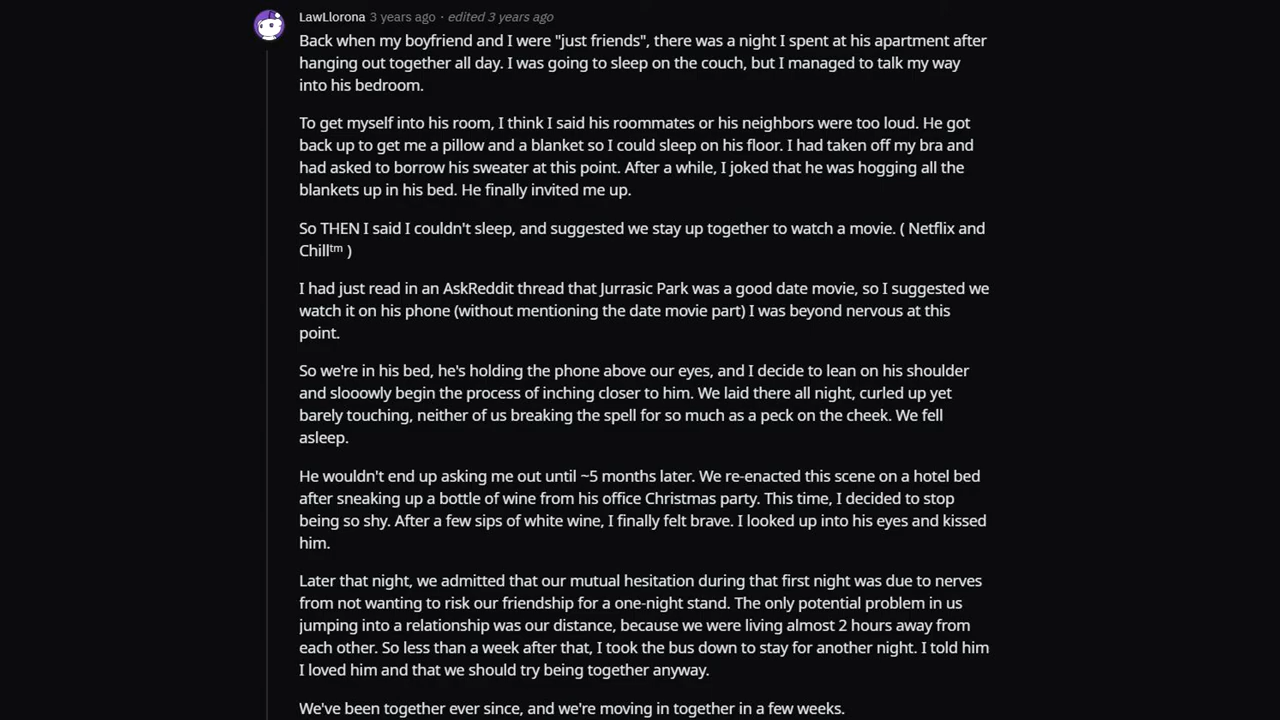 LawLlorona 3 years ago · edited 3 years ago
Back when my boyfriend and I were "just friends", there was a night I spent at his apartment after
hanging out together all day. I was going to sleep on the couch, but I managed to talk my way
into his bedroom.
To get myself into his room, I think I said his roommates or his neighbors were too loud. He got
back up to get me a pillow and a blanket so I could sleep on his floor. I had taken off my bra and
had asked to borrow his sweater at this point. After a while, I joked that he was hogging all the
blankets up in his bed. He finally invited me up.
So THEN I said I couldn't sleep, and suggested we stay up together to watch a movie. ( Netflix and
Chillᵗᵐ )
I had just read in an AskReddit thread that Jurrasic Park was a good date movie, so I suggested we
watch it on his phone (without mentioning the date movie part) I was beyond nervous at this
point.
So we're in his bed, he's holding the phone above our eyes, and I decide to lean on his shoulder
and slooowly begin the process of inching closer to him. We laid there all night, curled up yet
barely touching, neither of us breaking the spell for so much as a peck on the cheek. We fell
asleep.
He wouldn't end up asking me out until ~5 months later. We re-enacted this scene on a hotel bed
after sneaking up a bottle of wine from his office Christmas party. This time, I decided to stop
being so shy. After a few sips of white wine, I finally felt brave. I looked up into his eyes and kissed
him.
Later that night, we admitted that our mutual hesitation during that first night was due to nerves
from not wanting to risk our friendship for a one-night stand. The only potential problem in us
jumping into a relationship was our distance, because we were living almost 2 hours away from
each other. So less than a week after that, I took the bus down to stay for another night. I told him
I loved him and that we should try being together anyway.
We've been together ever since, and we're moving in together in a few weeks.